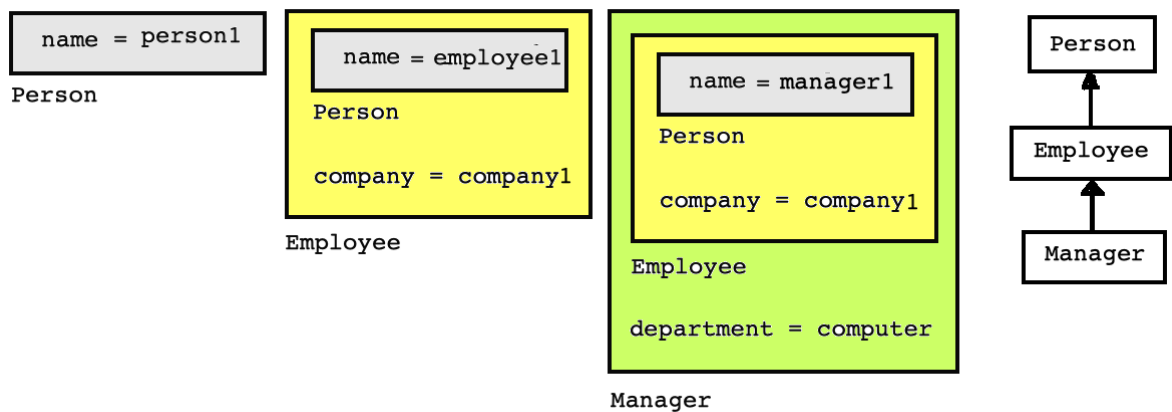 name = person1
Person
name = employee1
Person
company = company1
Employee
name = manager1
Person
company = company1
Employee
department = computer
Manager
Person
Employee
Manager